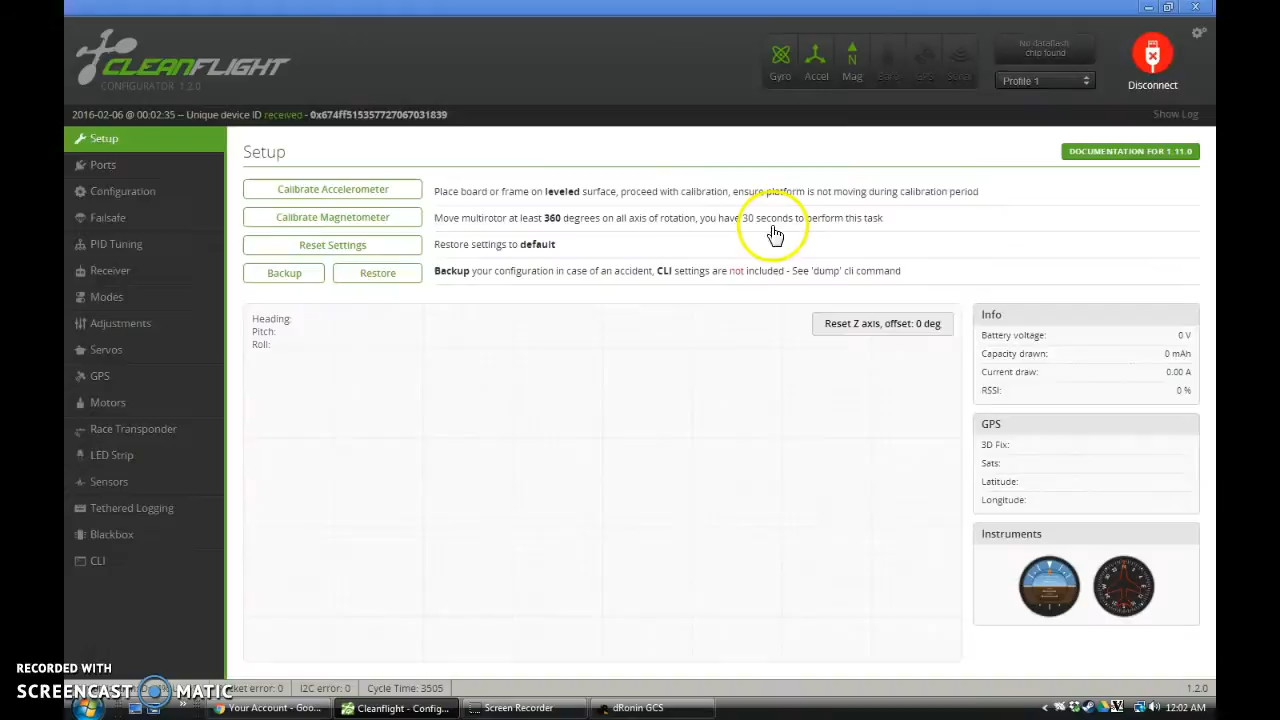 CLEANFLIGHT
CONFIGURATOR 1.2.0
Gyro
Accel
Mag
Baro
GPS
Sonar
No dataflash
chip found
Profile 1
Disconnect
2016-02-06 @ 00:02:35 -- Unique device ID received - 0x674ff515357727067031839
Show Log
Setup
Ports
Configuration
Failsafe
PID Tuning
Receiver
Modes
Adjustments
Servos
GPS
Motors
Race Transponder
LED Strip
Sensors
Tethered Logging
Blackbox
CLI
Setup
DOCUMENTATION FOR 1.11.0
Calibrate Accelerometer
Place board or frame on leveled surface, proceed with calibration, ensure platform is not moving during calibration period
Calibrate Magnetometer
Move multirotor at least 360 degrees on all axis of rotation, you have 30 seconds to perform this task
Reset Settings
Restore settings to default
Backup
Restore
Backup your configuration in case of an accident, CLI settings are not included - See 'dump' cli command
Heading:
Pitch:
Roll:
Reset Z axis, offset: 0 deg
Info
Battery voltage: 0 V
Capacity drawn: 0 mAh
Current draw: 0.00 A
RSSI: 0 %
GPS
3D Fix:
Sats:
Latitude:
Longitude:
Instruments
RECORDED WITH
SCREENCAST MATIC
error: 0
I2C error: 0
Cycle Time: 3505
1.2.0
Your Account - Goo...
Cleanflight - Config...
Screen Recorder
dRonin GCS
12:02 AM